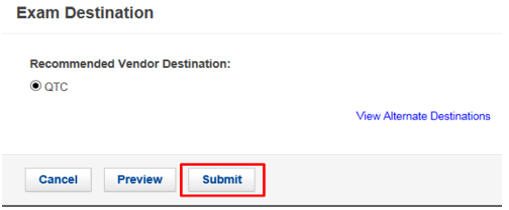 Exam Destination
Recommended Vendor Destination:
QTC
View Alternate Destinations
Cancel Preview Submit